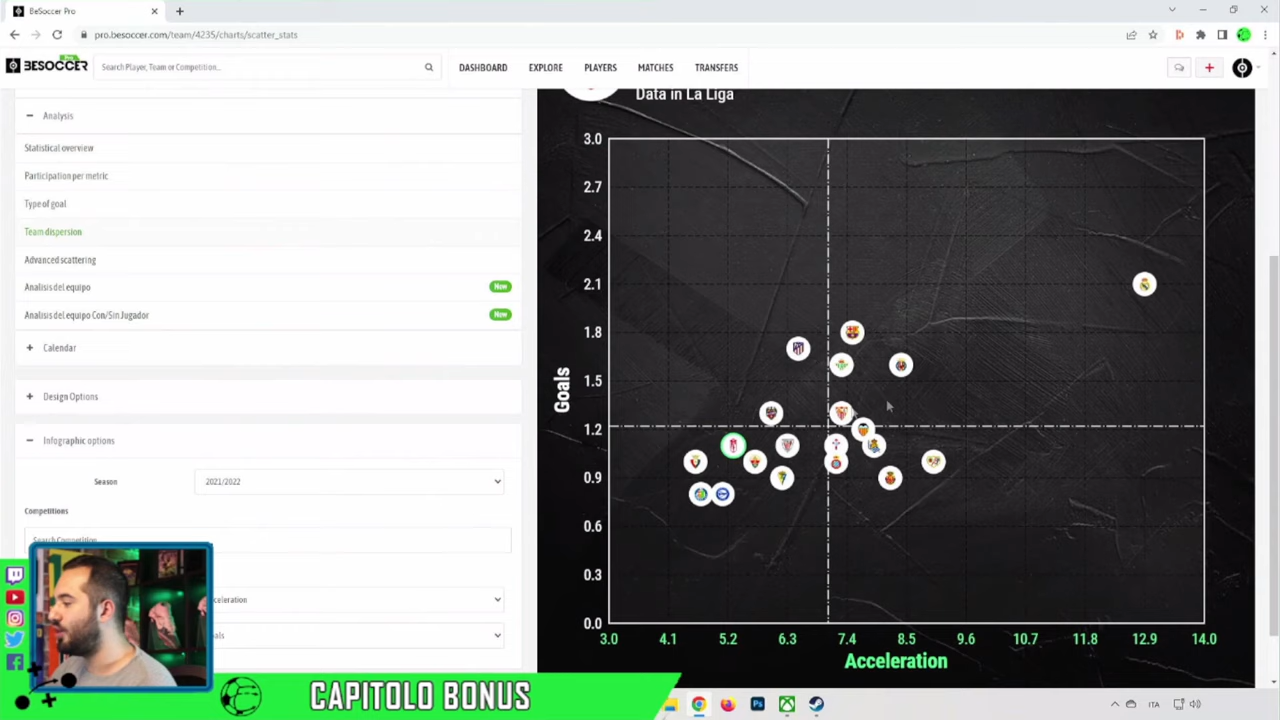 BeSoccer Pro
pro.besoccer.com/team/4235/charts/scatter_stats
BESOCCER
Pro
Search Player, Team or Competition...
DASHBOARD
EXPLORE
PLAYERS
MATCHES
TRANSFERS
Analysis
Statistical overview
Participation per metric
Type of goal
Team dispersion
Advanced scattering
Analisis del equipo
New
Analisis del equipo Con/Sin Jugador
New
Calendar
Design Options
Infographic options
Season
2021/2022
Competitions
Search Competition
celeration
als
Data in La Liga
3.0
2.7
2.4
2.1
1.8
1.5
1.2
0.9
0.6
0.3
0.0
Goals
3.0 4.1 5.2 6.3 7.4 8.5 9.6 10.7 11.8 12.9 14.0
Acceleration
CAPITOLO BONUS
ITA